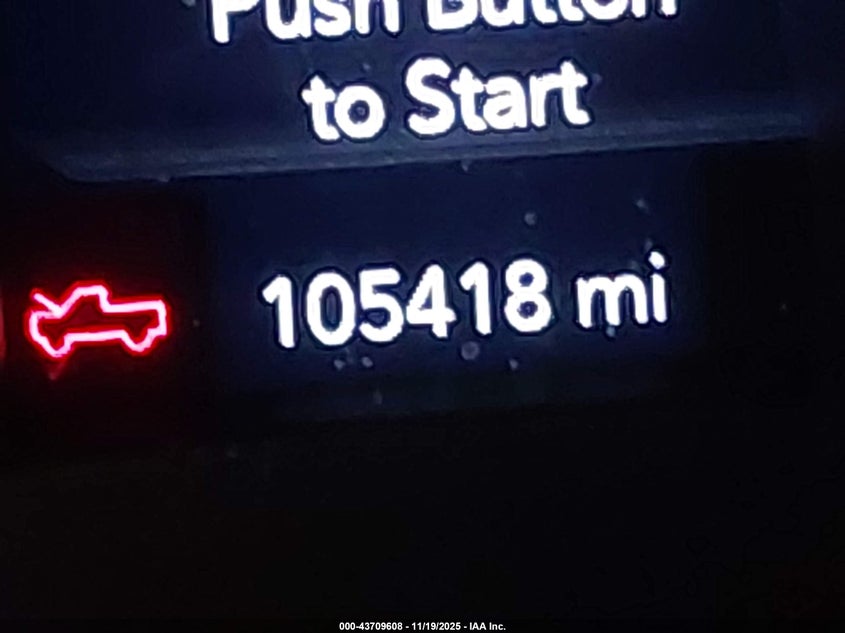 Push Button
to Start
105418 mi
000-43709608 - 11/19/2025 - IAA Inc.